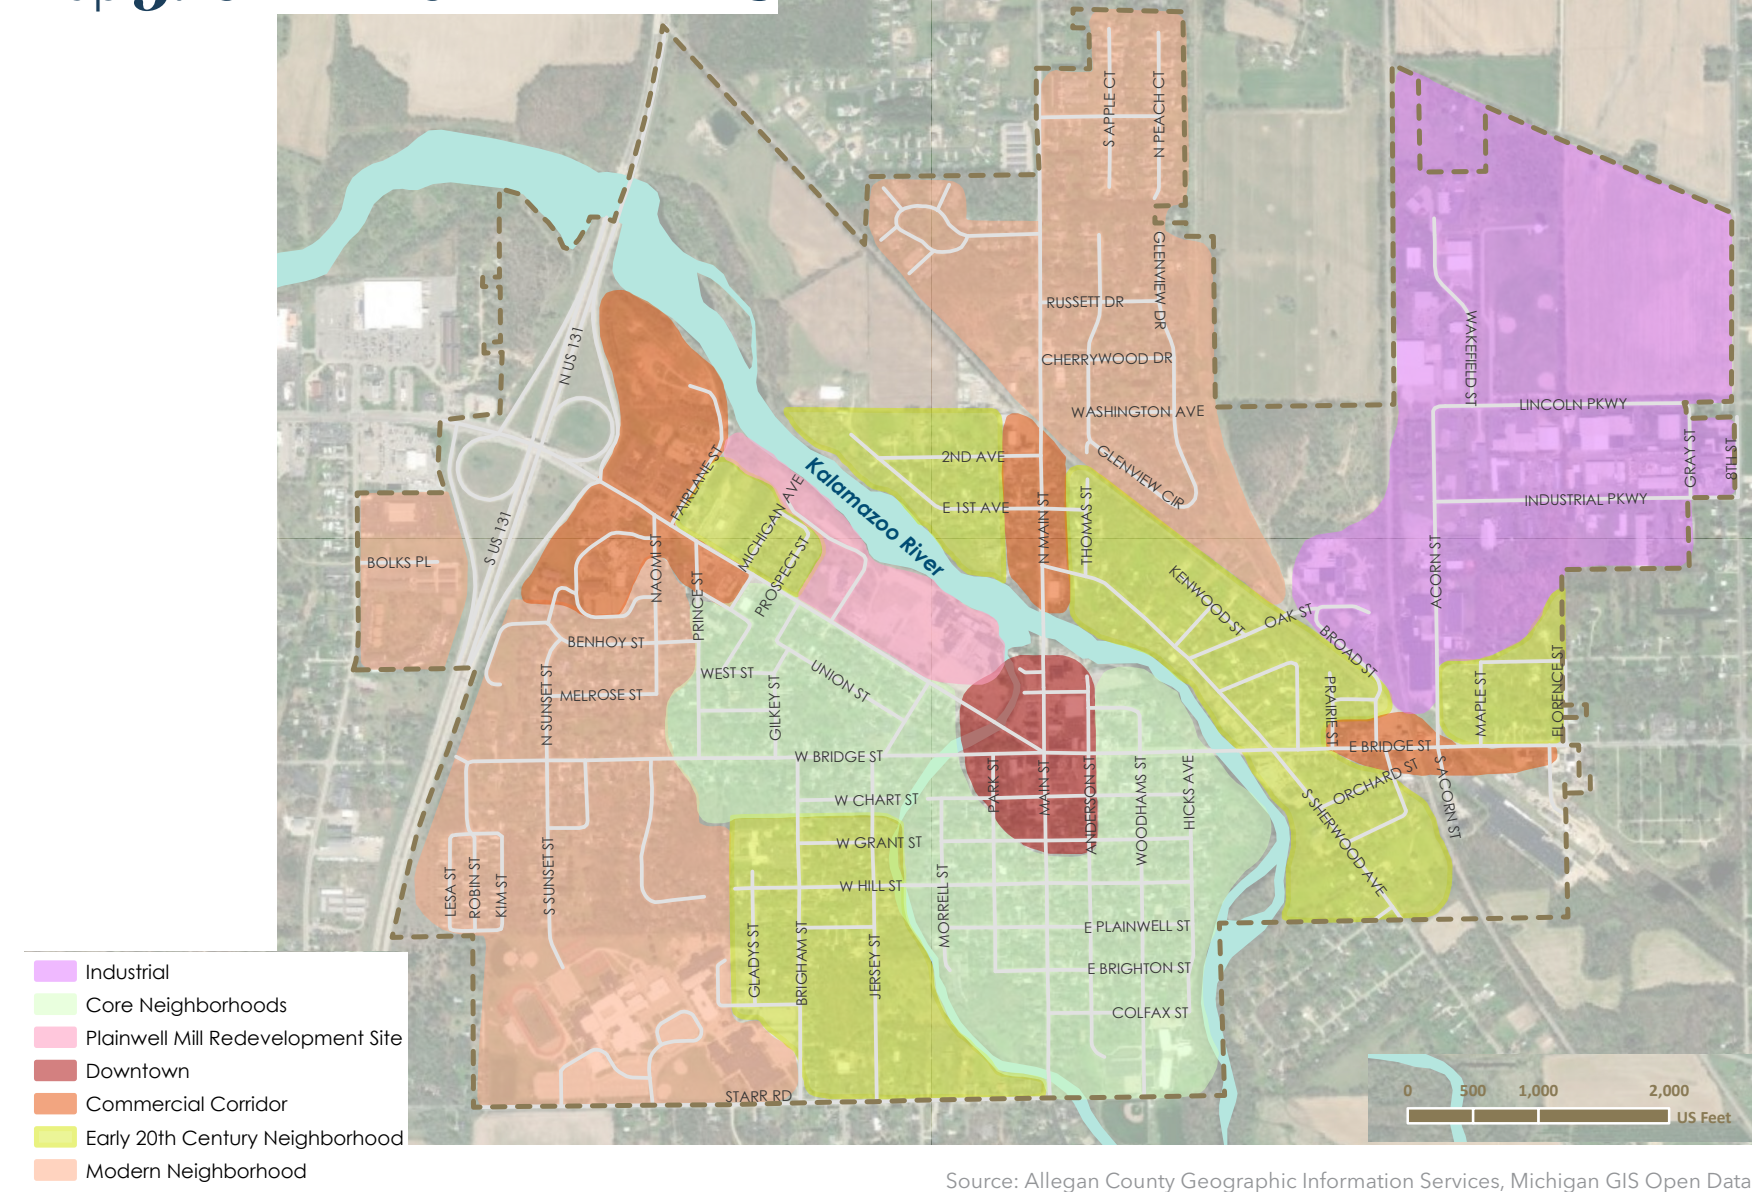 S APPLE CT
N PEACH CT
GLENVIEW DR
RUSSETT DR
CHERRYWOOD DR
WASHINGTON AVE
GLENVIEW CIR
N US 131
S US 131
WAKEFIELD ST
LINCOLN PKWY
GRAY ST
18TH ST
INDUSTRIAL PKWY
ACORN ST
2ND AVE
E 1ST AVE
N MAIN ST
THOMAS ST
Kalamazoo River
FAIRLANE ST
MICHIGAN AVE
PROSPECT ST
BOLKS PL
NAOMI ST
PRINCE ST
BENHOY ST
MELROSE ST
N SUNSET ST
WEST ST
GILKEY ST
UNION ST
KENWOOD ST
OAK ST
BROAD ST
PRAIRIE ST
MAPLE ST
FLORENCE ST
W BRIDGE ST
E BRIDGE ST
ORCHARD ST
S ACORN ST
S SHERWOOD AVE
PARK ST
MAIN ST
ANDERSON ST
WOODHAMS ST
HICKS AVE
W CHART ST
W GRANT ST
W HILL ST
LESA ST
ROBIN ST
KIM ST
S SUNSET ST
MORRELL ST
E PLAINWELL ST
E BRIGHTON ST
COLFAX ST
GLADYS ST
BRIGHAM ST
JERSEY ST
STARR RD
Industrial
Core Neighborhoods
Plainwell Mill Redevelopment Site
Downtown
Commercial Corridor
Early 20th Century Neighborhood
Modern Neighborhood
0 500 1,000 2,000
US Feet
Source: Allegan County Geographic Information Services, Michigan GIS Open Data